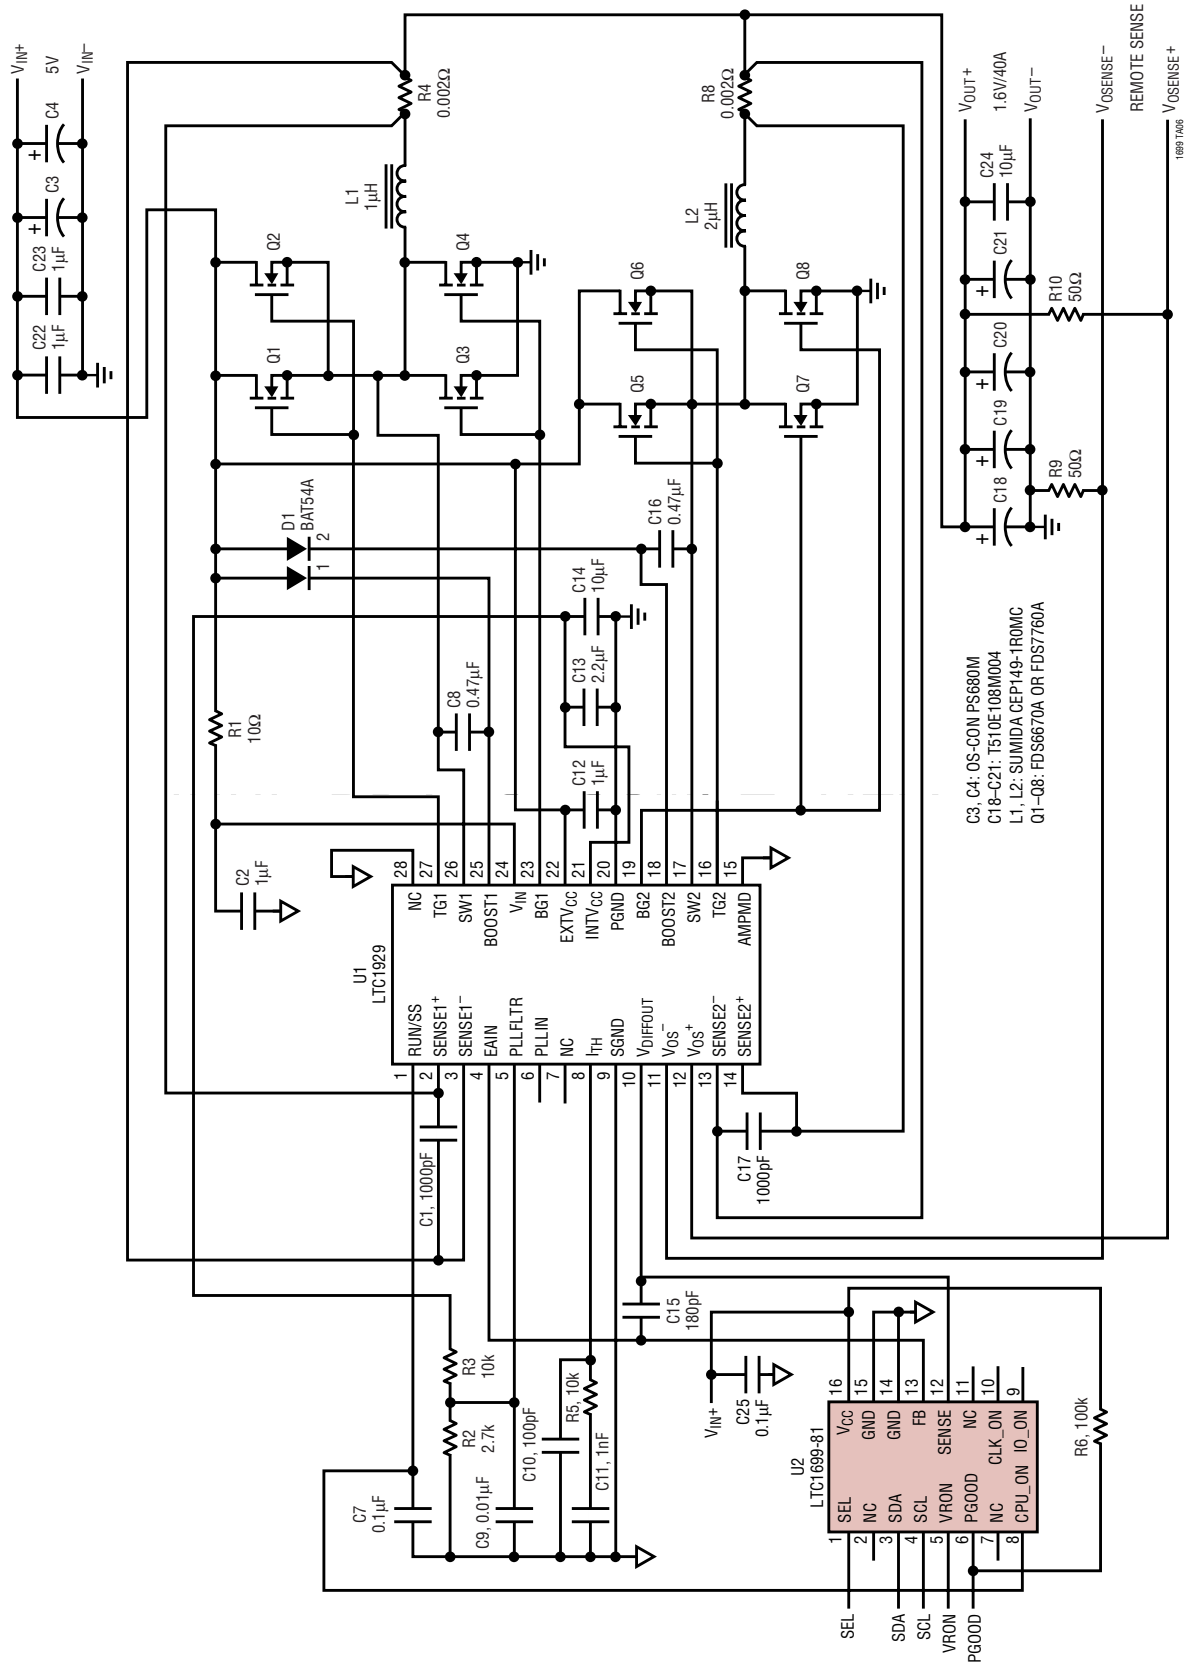 VIN+
5V
VIN–
C4
+
C3
+
C23
1µF
C22
1µF
R4
0.002Ω
L1
1µH
Q2
Q4
Q1
Q3
R8
0.002Ω
L2
2µH
Q6
Q8
Q5
Q7
VOUT+
1.6V/40A
VOUT–
VOSENSE–
REMOTE SENSE
VOSENSE+
1699 TA06
C24
10µF
C21
+
R10
50Ω
C20
+
C19
+
R9
50Ω
C18
+
D1
BAT54A
2
1
C16
0.47µF
C14
10µF
C13
2.2µF
C12
1µF
C8
0.47µF
R1
10Ω
C2
1µF
C3, C4: OS-CON PS680M
C18–C21: T510E108M004
L1, L2: SUMIDA CEP149-1R0MC
Q1–Q8: FDS6670A OR FDS7760A
U1
LTC1929
28 NC
27 TG1
26 SW1
25 BOOST1
24 VIN
23 BG1
22 EXTVCC
21 INTVCC
20 PGND
19 BG2
18 BOOST2
17 SW2
16 TG2
15 AMPMD
1 RUN/SS
2 SENSE1+
3 SENSE1–
4 EAIN
5 PLLFLTR
6 PLLIN
7 NC
8 ITH
9 SGND
10 VDIFFOUT
11 VOS–
12 VOS+
13 SENSE2–
14 SENSE2+
C1, 1000pF
C17
1000pF
C15
180pF
R3
10k
R2
2.7k
R5, 10k
C10, 100pF
C11, 1nF
C9, 0.01µF
C7
0.1µF
VIN+
C25
0.1µF
R6, 100k
U2
LTC1699-81
16 VCC
15 GND
14 GND
13 FB
12 SENSE
11 NC
10 CLK_ON
9 IO_ON
1 SEL
2 NC
3 SDA
4 SCL
5 VRON
6 PGOOD
7 NC
8 CPU_ON
SEL
SDA
SCL
VRON
PGOOD